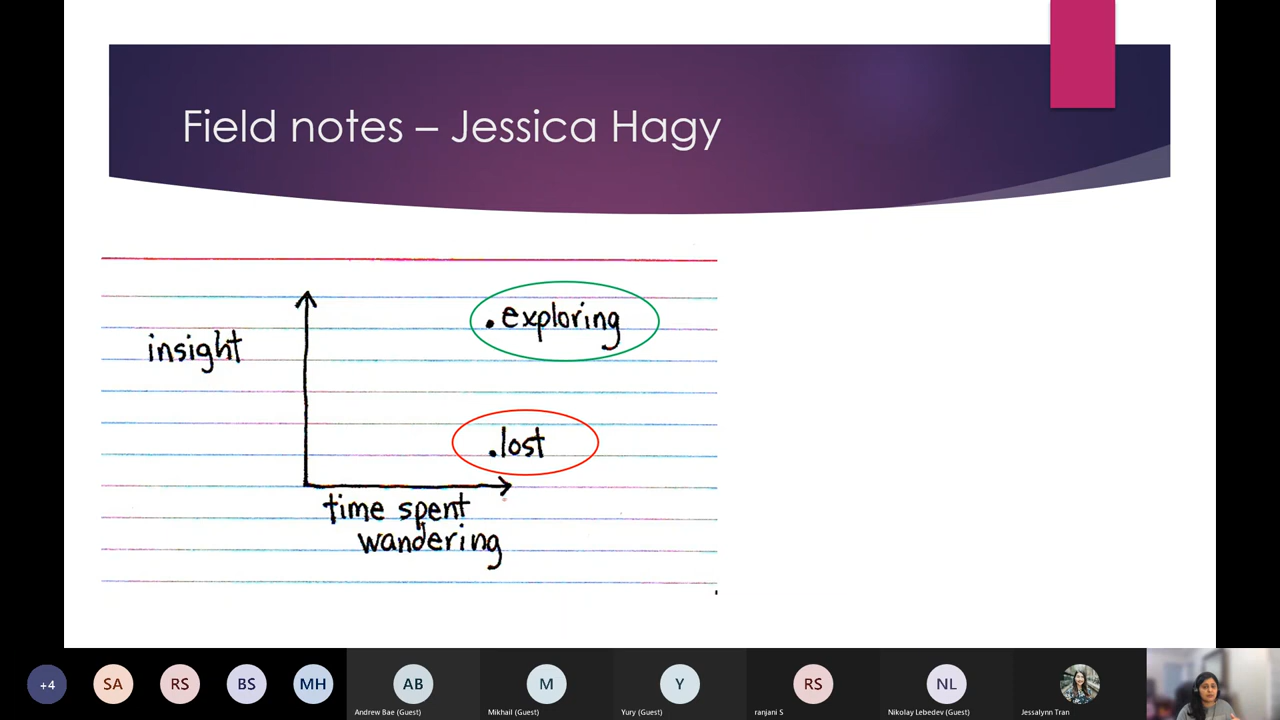 Field notes – Jessica Hagy
insight
.exploring
.lost
time spent
wandering
+4
SA
RS
BS
MH
AB
M
Y
RS
NL
Andrew Bae (Guest)
Mikhail (Guest)
Yury (Guest)
ranjani S
Nikolay Lebedev (Guest)
Jessalynn Tran